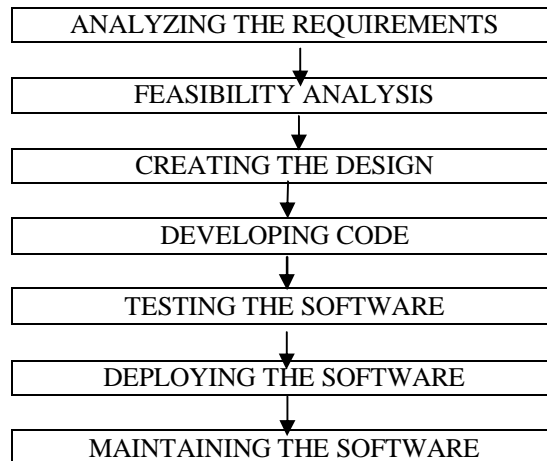 ANALYZING THE REQUIREMENTS
FEASIBILITY ANALYSIS
CREATING THE DESIGN
DEVELOPING CODE
TESTING THE SOFTWARE
DEPLOYING THE SOFTWARE
MAINTAINING THE SOFTWARE